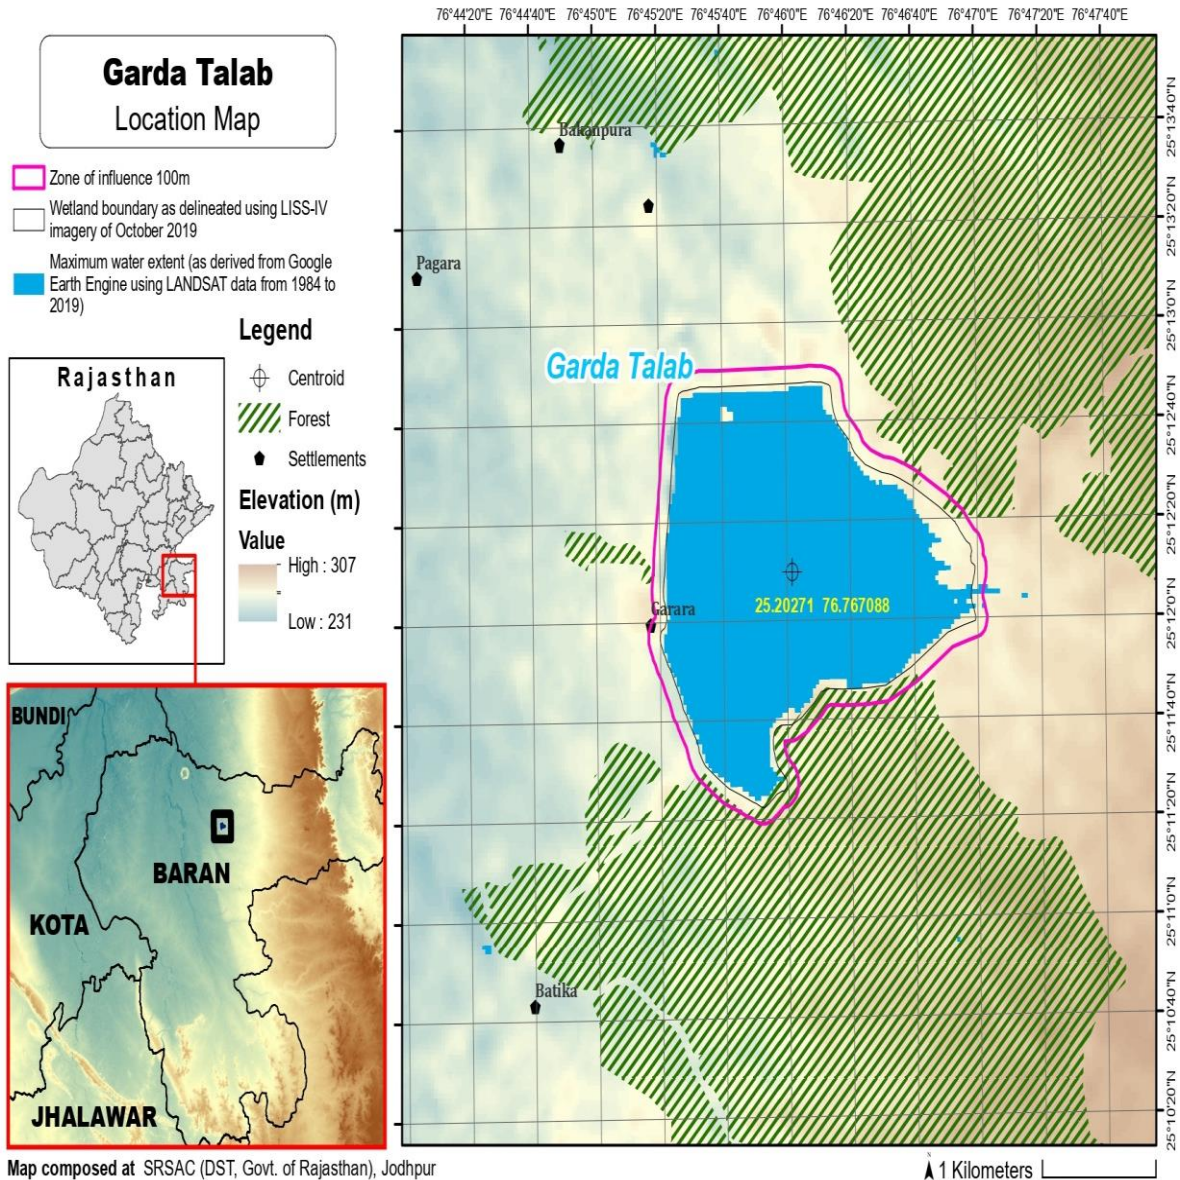 Garda Talab
Location Map
Zone of influence 100m
Wetland boundary as delineated using LISS-IV
imagery of October 2019
Maximum water extent (as derived from Google
Earth Engine using LANDSAT data from 1984 to
2019)
Legend
Centroid
Forest
Settlements
Elevation (m)
Value
High : 307
Low : 231
Rajasthan
BUNDI
BARAN
KOTA
JHALAWAR
Map composed at SRSAC (DST, Govt. of Rajasthan), Jodhpur
76°44'20"E 76°44'40"E 76°45'0"E 76°45'20"E 76°45'40"E 76°46'0"E 76°46'20"E 76°46'40"E 76°47'0"E 76°47'20"E 76°47'40"E
Bakanpura
Pagara
Garda Talab
Garara
25.20271 76.767088
Batika
25°13'40"N
25°13'20"N
25°13'0"N
25°12'40"N
25°12'20"N
25°12'0"N
25°11'40"N
25°11'20"N
25°11'0"N
25°10'40"N
25°10'20"N
N
1 Kilometers